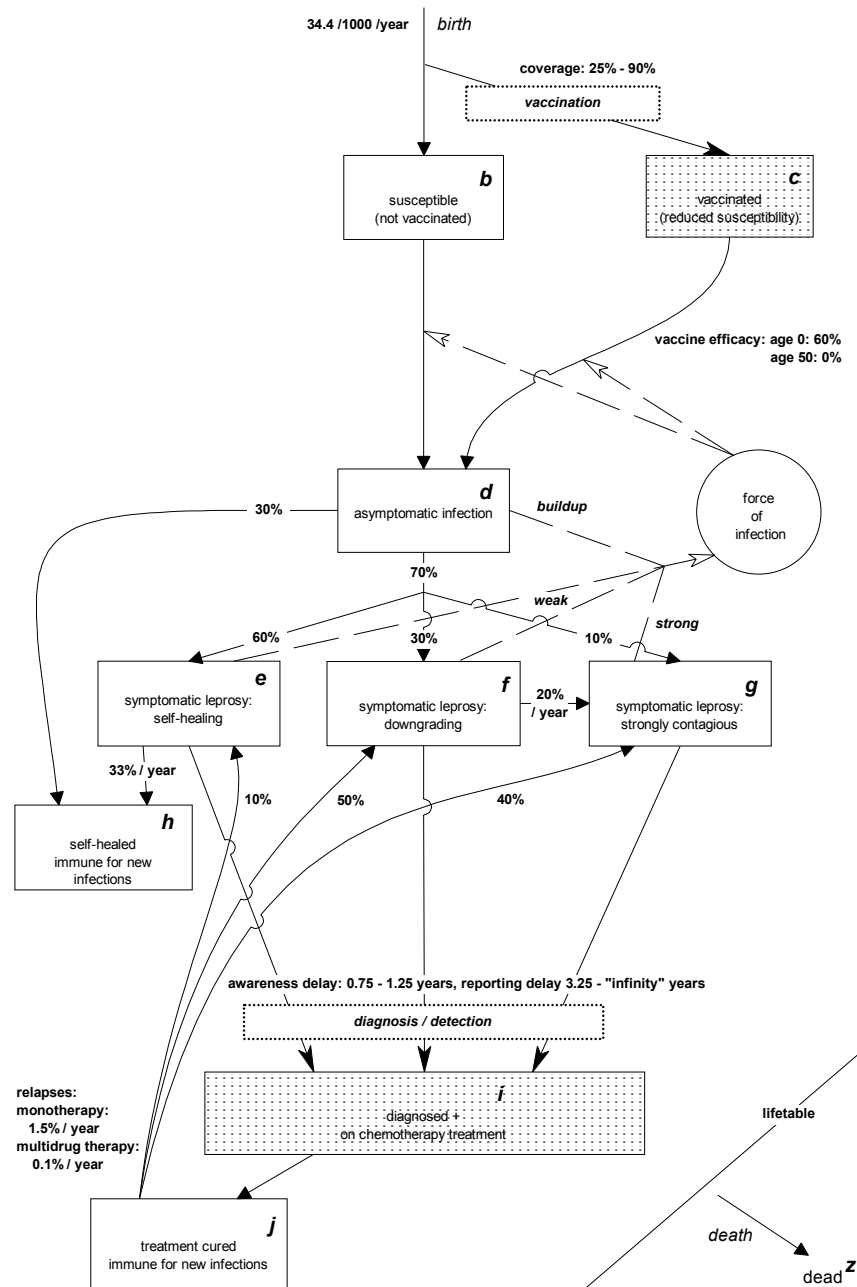 34.4 /1000 /year
birth
coverage: 25% - 90%
vaccination
b
susceptible
(not vaccinated)
c
vaccinated
(reduced susceptiblity)
vaccine efficacy: age 0: 60%
age 50: 0%
d
asymptomatic infection
30%
buildup
force
of
infection
70%
weak
60%
30%
10%
strong
e
symptomatic leprosy:
self-healing
f
symptomatic leprosy:
downgrading
20%
/ year
g
symptomatic leprosy:
strongly contagious
33% / year
10%
50%
40%
h
self-healed
immune for new
infections
awareness delay: 0.75 - 1.25 years, reporting delay 3.25 - "infinity" years
diagnosis / detection
i
diagnosed +
on chemotherapy treatment
relapses:
monotherapy:
1.5% / year
multidrug therapy:
0.1% / year
j
treatment cured
immune for new infections
lifetable
death
dead z